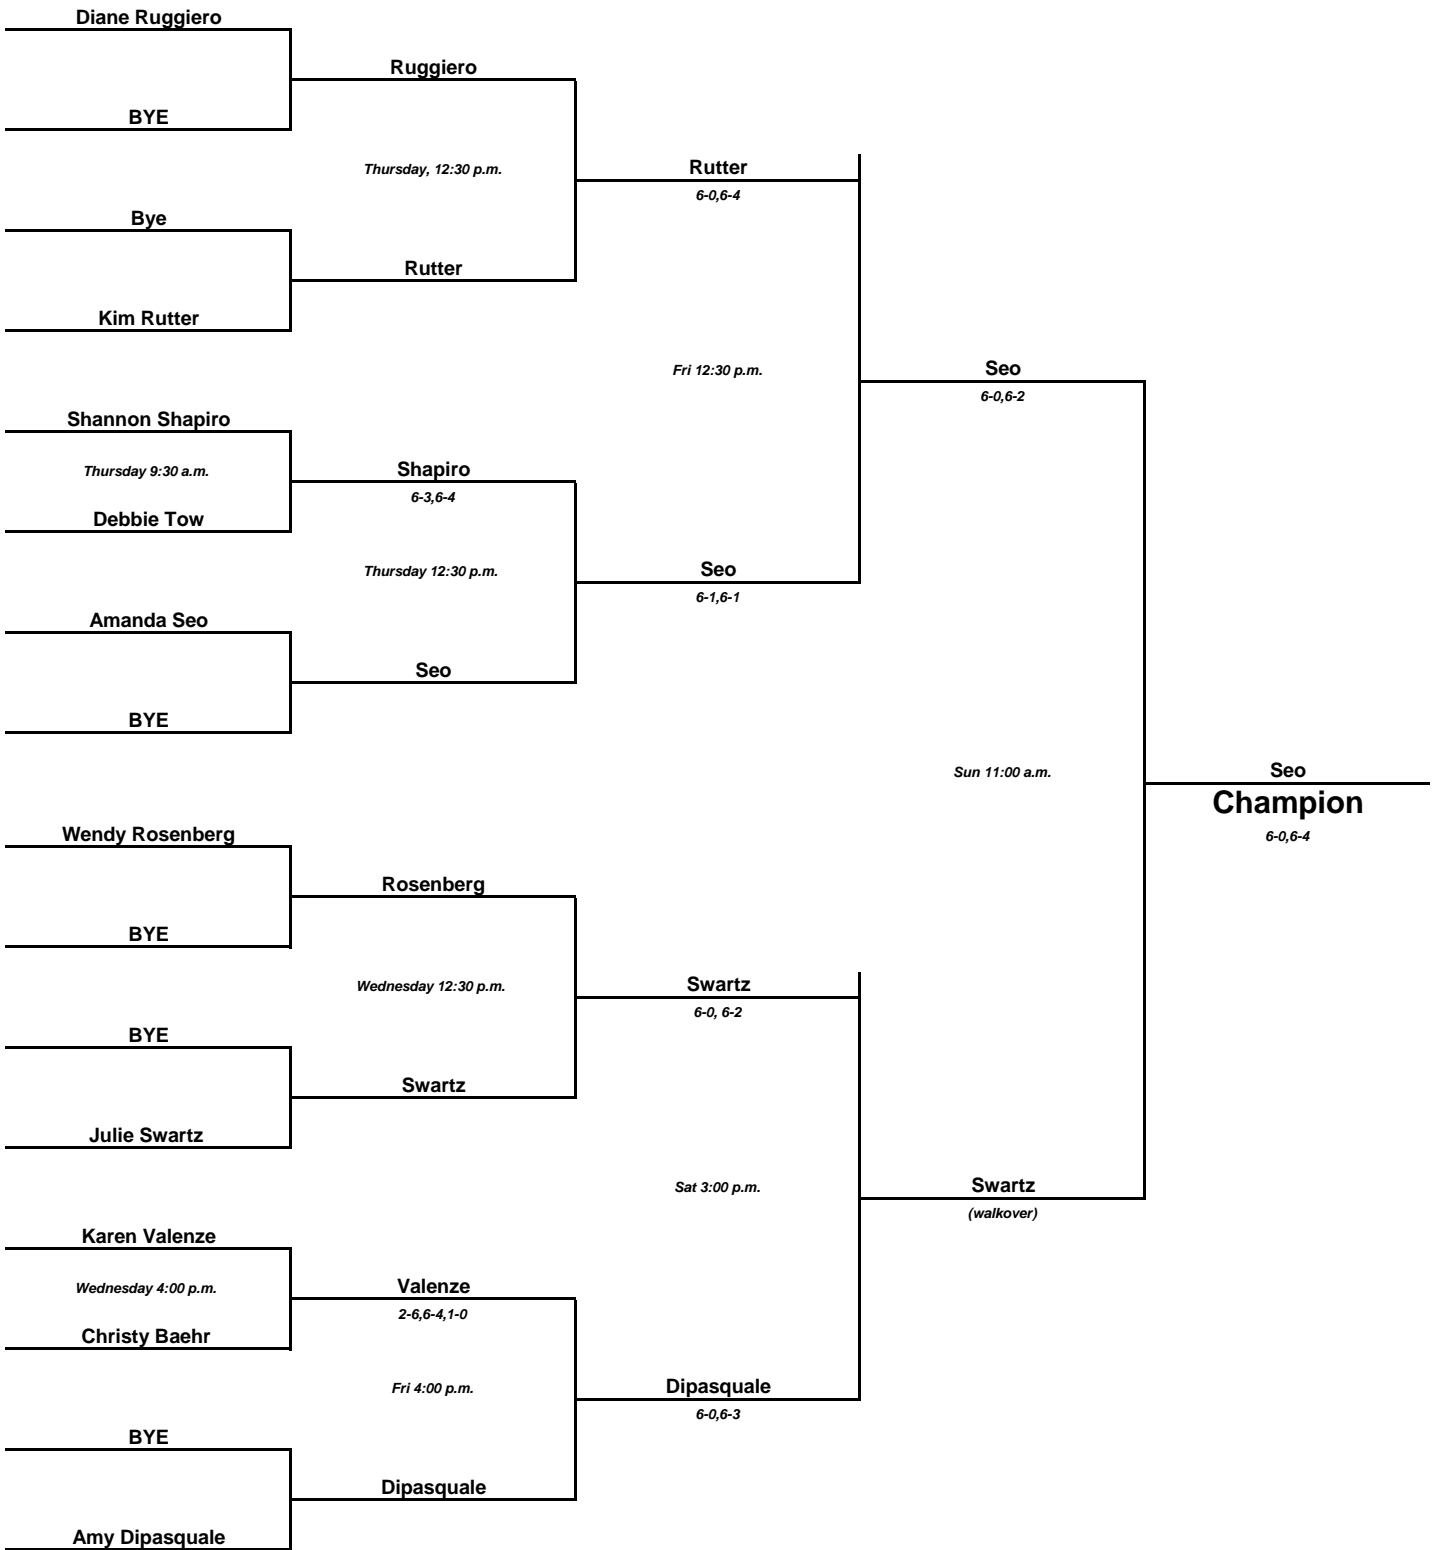 Diane Ruggiero
Ruggiero
BYE
Thursday, 12:30 p.m.
Rutter
6-0,6-4
Bye
Rutter
Kim Rutter
Fri 12:30 p.m.
Seo
6-0,6-2
Shannon Shapiro
Thursday 9:30 a.m.
Shapiro
6-3,6-4
Debbie Tow
Thursday 12:30 p.m.
Seo
6-1,6-1
Amanda Seo
Seo
BYE
Sun 11:00 a.m.
Seo
Champion
6-0,6-4
Wendy Rosenberg
Rosenberg
BYE
Wednesday 12:30 p.m.
Swartz
6-0, 6-2
BYE
Swartz
Julie Swartz
Sat 3:00 p.m.
Swartz
(walkover)
Karen Valenze
Wednesday 4:00 p.m.
Valenze
2-6,6-4,1-0
Christy Baehr
Fri 4:00 p.m.
Dipasquale
6-0,6-3
BYE
Dipasquale
Amy Dipasquale